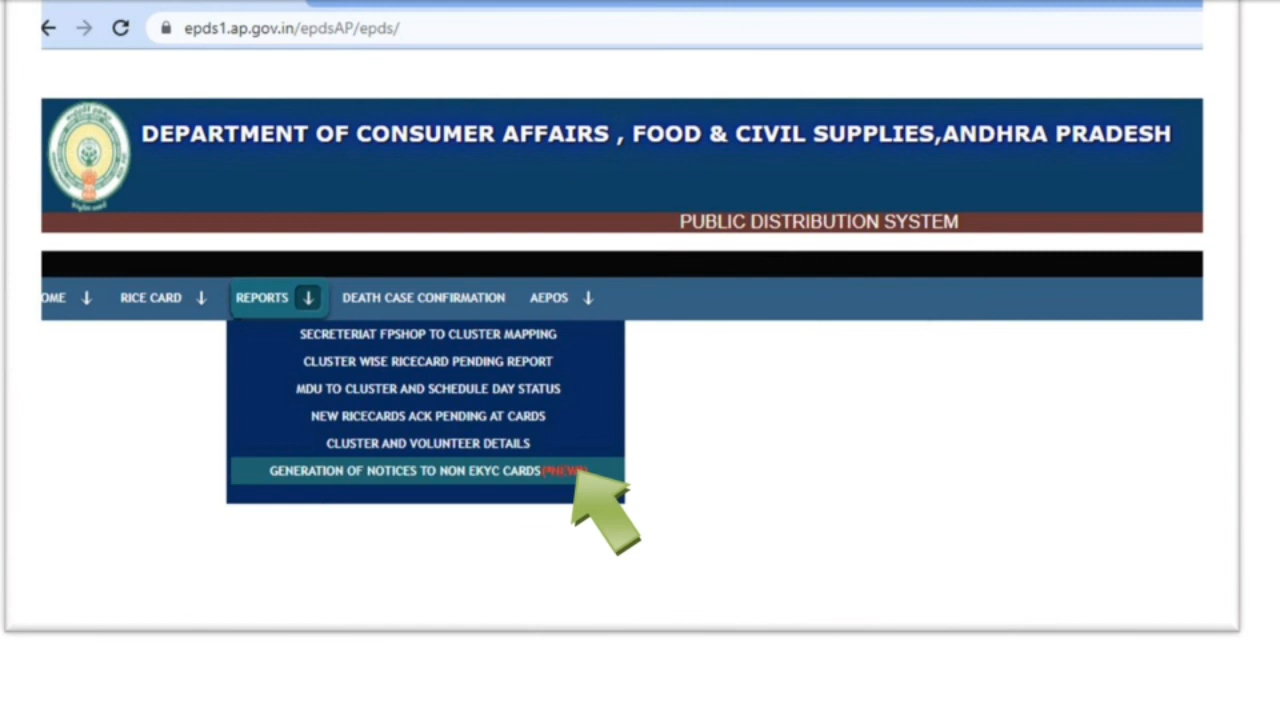 epds1.ap.gov.in/epdsAP/epds/
DEPARTMENT OF CONSUMER AFFAIRS , FOOD & CIVIL SUPPLIES,ANDHRA PRADESH
PUBLIC DISTRIBUTION SYSTEM
OME RICE CARD REPORTS DEATH CASE CONFIRMATION AEPOS
SECRETERIAT FPSHOP TO CLUSTER MAPPING
CLUSTER WISE RICECARD PENDING REPORT
MDU TO CLUSTER AND SCHEDULE DAY STATUS
NEW RICECARDS ACK PENDING AT CARDS
CLUSTER AND VOLUNTEER DETAILS
GENERATION OF NOTICES TO NON EKYC CARDS